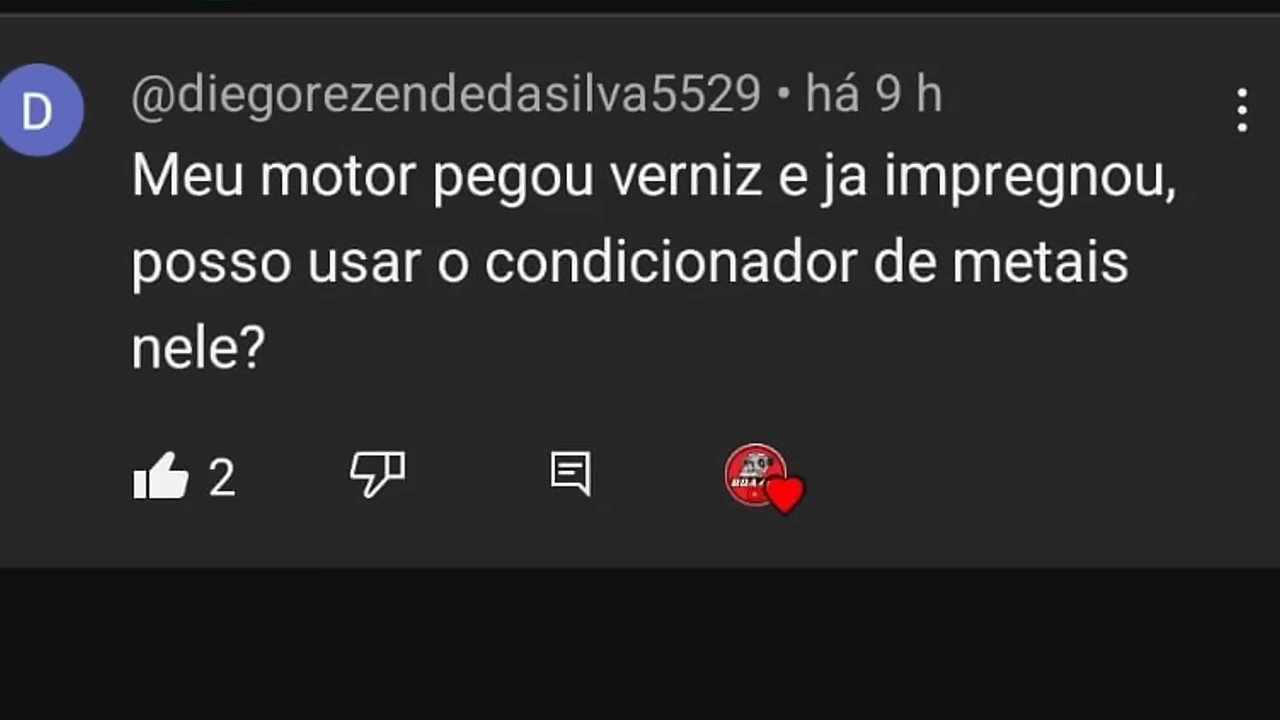 D
@diegorezendedasilva5529 • há 9 h
Meu motor pegou verniz e ja impregnou,
posso usar o condicionador de metais
nele?
2